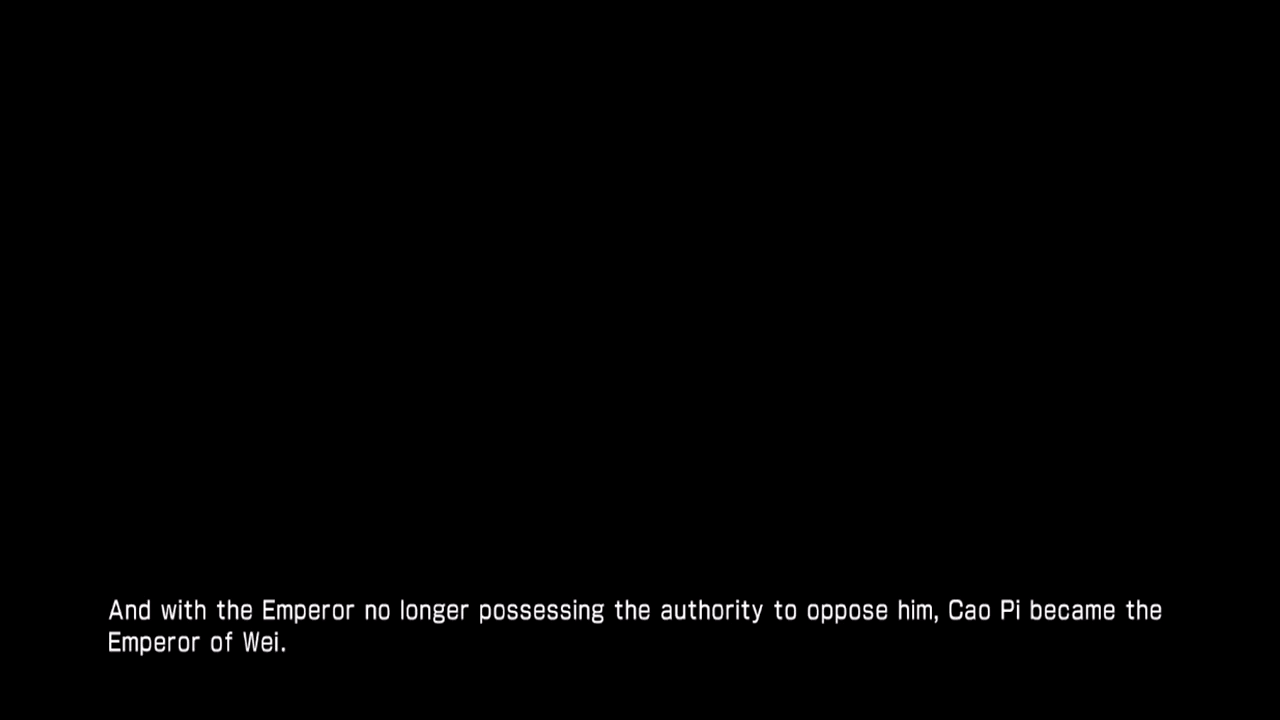 And with the Emperor no longer possessing the authority to oppose him, Cao Pi became the
Emperor of Wei.